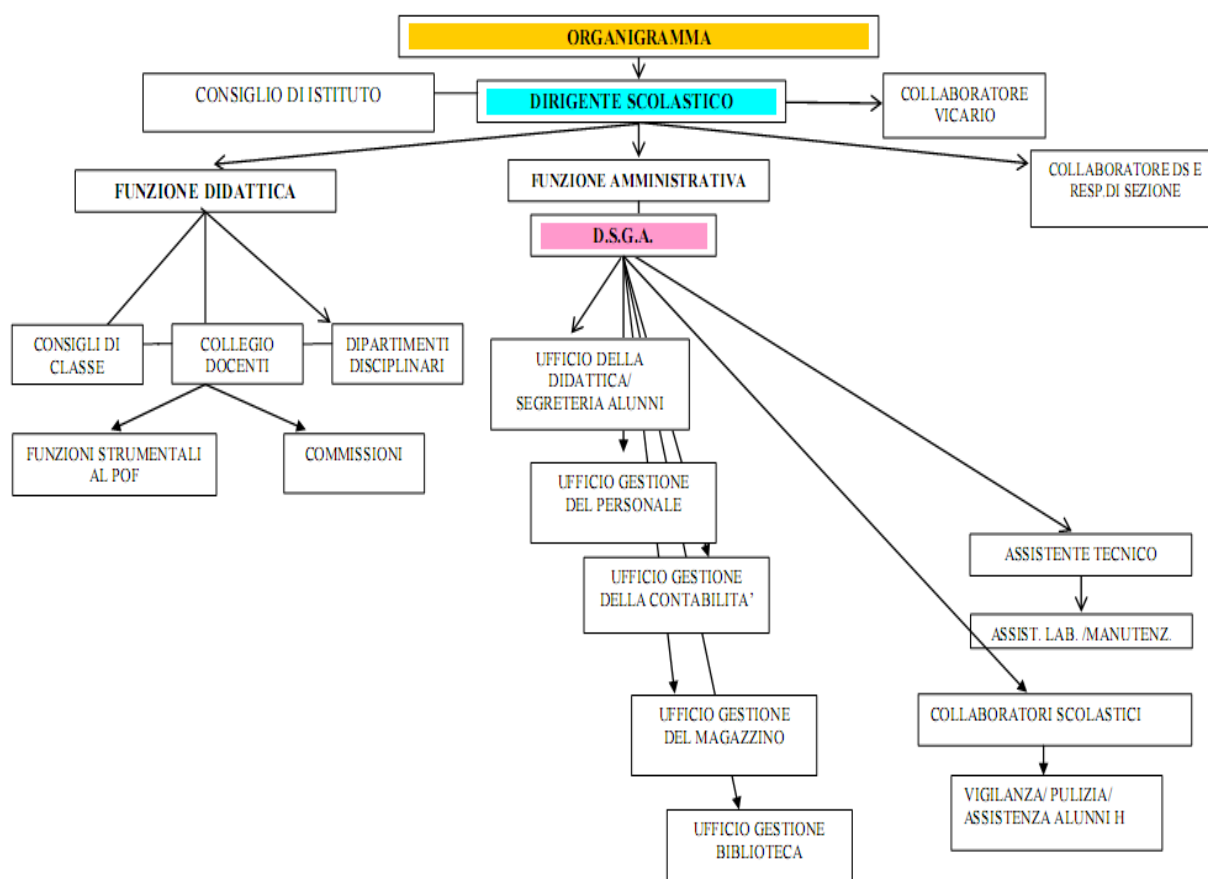 ORGANIGRAMMA
CONSIGLIO DI ISTITUTO
DIRIGENTE SCOLASTICO
COLLABORATORE
VICARIO
FUNZIONE DIDATTICA
FUNZIONE AMMINISTRATIVA
COLLABORATORE DS E
RESP.DI SEZIONE
D.S.G.A.
CONSIGLI DI
CLASSE
COLLEGIO
DOCENTI
DIPARTIMENTI
DISCIPLINARI
UFFICIO DELLA
DIDATTICA/
SEGRETERIA ALUNNI
FUNZIONI STRUMENTALI
AL POF
COMMISSIONI
UFFICIO GESTIONE
DEL PERSONALE
ASSISTENTE TECNICO
UFFICIO GESTIONE
DELLA CONTABILITA’
ASSIST. LAB. /MANUTENZ.
UFFICIO GESTIONE
DEL MAGAZZINO
COLLABORATORI SCOLASTICI
VIGILANZA/ PULIZIA/
ASSISTENZA ALUNNI H
UFFICIO GESTIONE
BIBLIOTECA